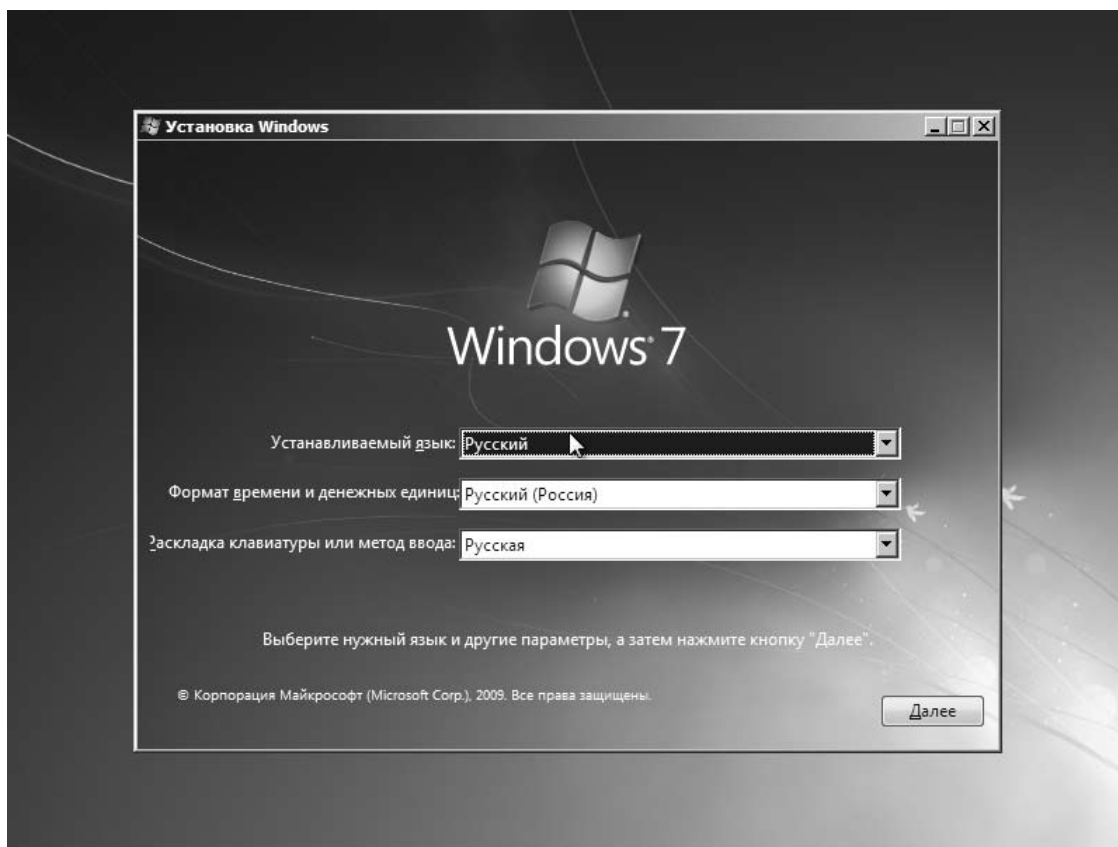 Установка Windows
Windows® 7
Устанавливаемый язык: Русский
Формат времени и денежных единиц: Русский (Россия)
Раскладка клавиатуры или метод ввода: Русская
Выберите нужный язык и другие параметры, а затем нажмите кнопку "Далее".
© Корпорация Майкрософт (Microsoft Corp.), 2009. Все права защищены.
Далее